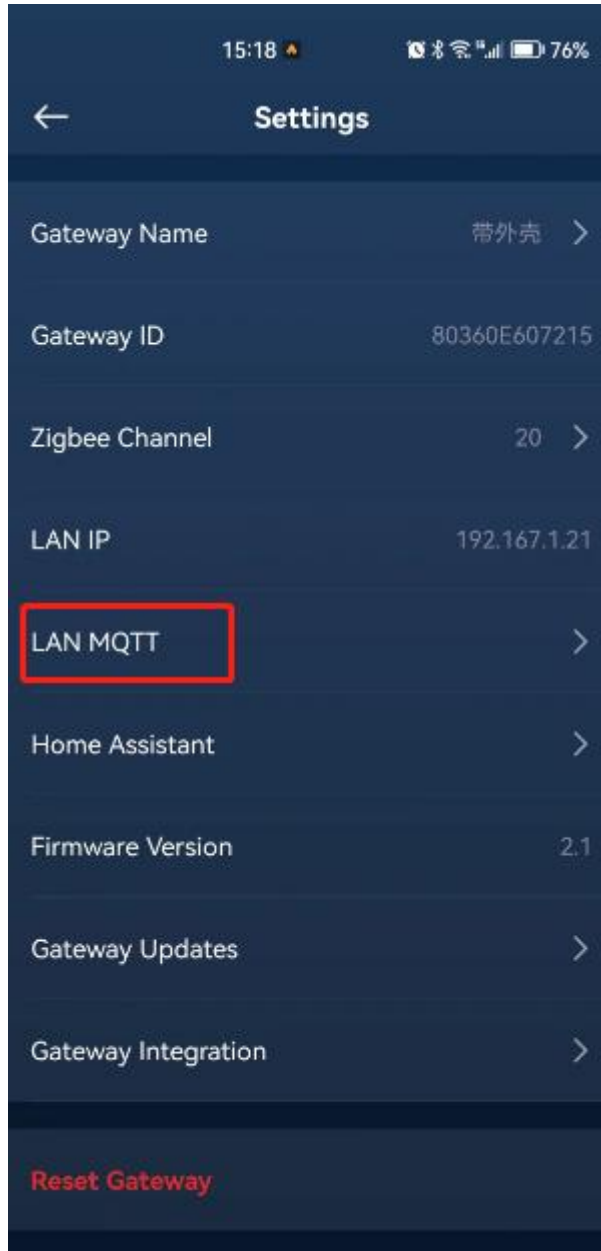 15:18 76%
Settings
Gateway Name 带外壳
Gateway ID 80360E607215
Zigbee Channel 20
LAN IP 192.167.1.21
LAN MQTT
Home Assistant
Firmware Version 2.1
Gateway Updates
Gateway Integration
Reset Gateway